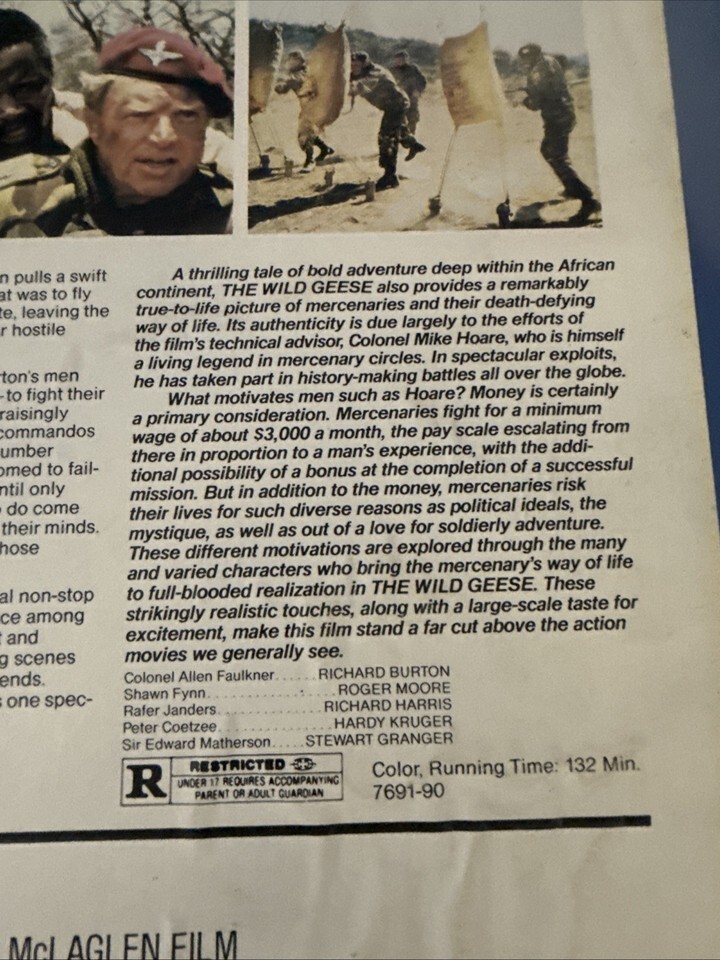 n pulls a swift
at was to fly
te, leaving the
r hostile
rton's men
-to fight their
raisingly
commandos
umber
omed to fail-
ntil only
do come
their minds.
hose
al non-stop
ce among
and
g scenes
ends.
s one spec-
A thrilling tale of bold adventure deep within the African
continent, THE WILD GEESE also provides a remarkably
true-to-life picture of mercenaries and their death-defying
way of life. Its authenticity is due largely to the efforts of
the film's technical advisor, Colonel Mike Hoare, who is himself
a living legend in mercenary circles. In spectacular exploits,
he has taken part in history-making battles all over the globe.
What motivates men such as Hoare? Money is certainly
a primary consideration. Mercenaries fight for a minimum
wage of about $3,000 a month, the pay scale escalating from
there in proportion to a man's experience, with the addi-
tional possibility of a bonus at the completion of a successful
mission. But in addition to the money, mercenaries risk
their lives for such diverse reasons as political ideals, the
mystique, as well as out of a love for soldierly adventure.
These different motivations are explored through the many
and varied characters who bring the mercenary's way of life
to full-blooded realization in THE WILD GEESE. These
strikingly realistic touches, along with a large-scale taste for
excitement, make this film stand a far cut above the action
movies we generally see.
Colonel Allen Faulkner......RICHARD BURTON
Shawn Fynn..................ROGER MOORE
Rafer Janders...............RICHARD HARRIS
Peter Coetzee...............HARDY KRUGER
Sir Edward Matherson.....STEWART GRANGER
R RESTRICTED
UNDER 17 REQUIRES ACCOMPANYING
PARENT OR ADULT GUARDIAN
Color, Running Time: 132 Min.
7691-90
McLAGLEN FILM